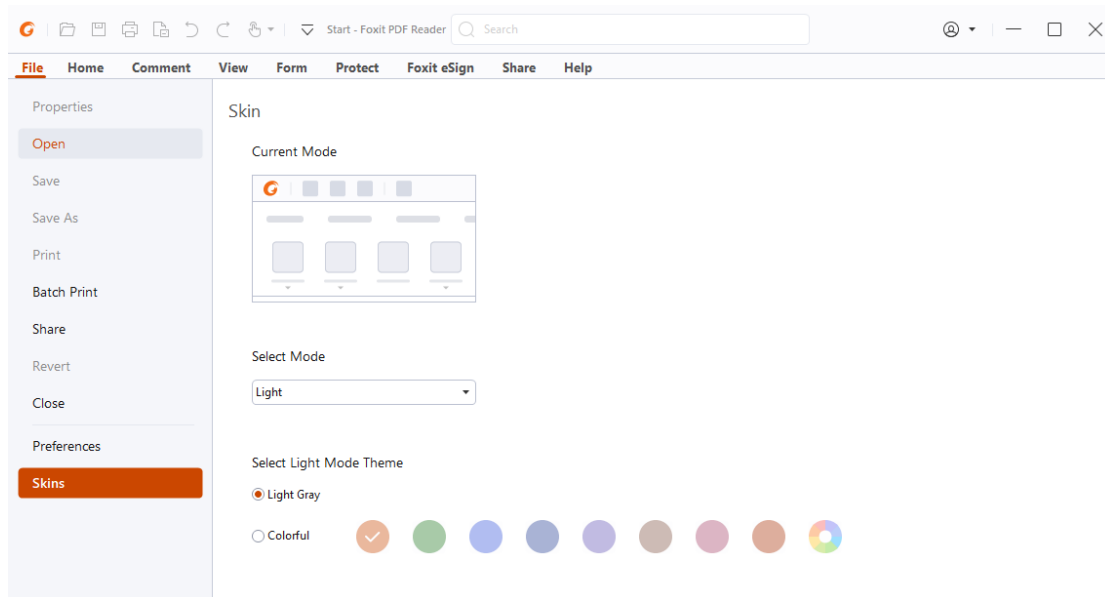 Start - Foxit PDF Reader Search
File Home Comment View Form Protect Foxit eSign Share Help
Properties
Open
Save
Save As
Print
Batch Print
Share
Revert
Close
Preferences
Skins
Skin
Current Mode
Select Mode
Light
Select Light Mode Theme
Light Gray
Colorful